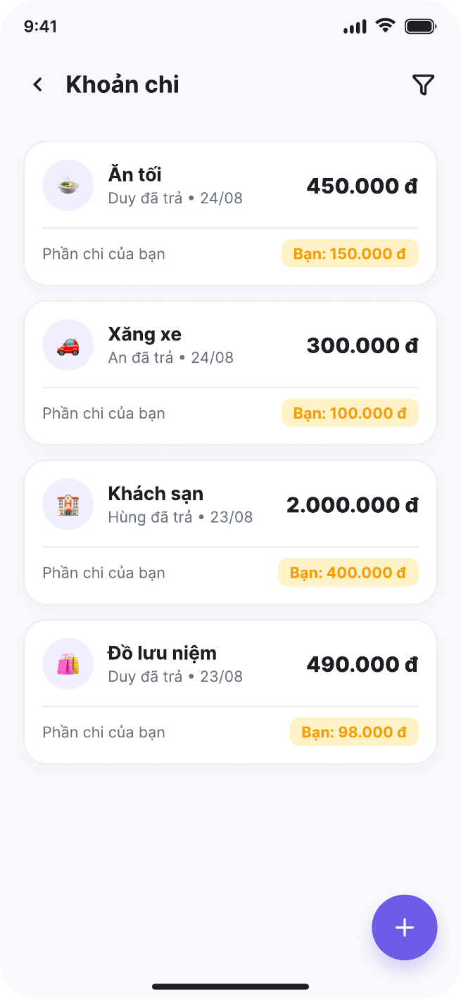 9:41
Khoản chi
Ăn tối
Duy đã trả • 24/08
450.000 đ
Phần chi của bạn
Bạn: 150.000 đ
Xăng xe
An đã trả • 24/08
300.000 đ
Phần chi của bạn
Bạn: 100.000 đ
Khách sạn
Hùng đã trả • 23/08
2.000.000 đ
Phần chi của bạn
Bạn: 400.000 đ
Đồ lưu niệm
Duy đã trả • 23/08
490.000 đ
Phần chi của bạn
Bạn: 98.000 đ